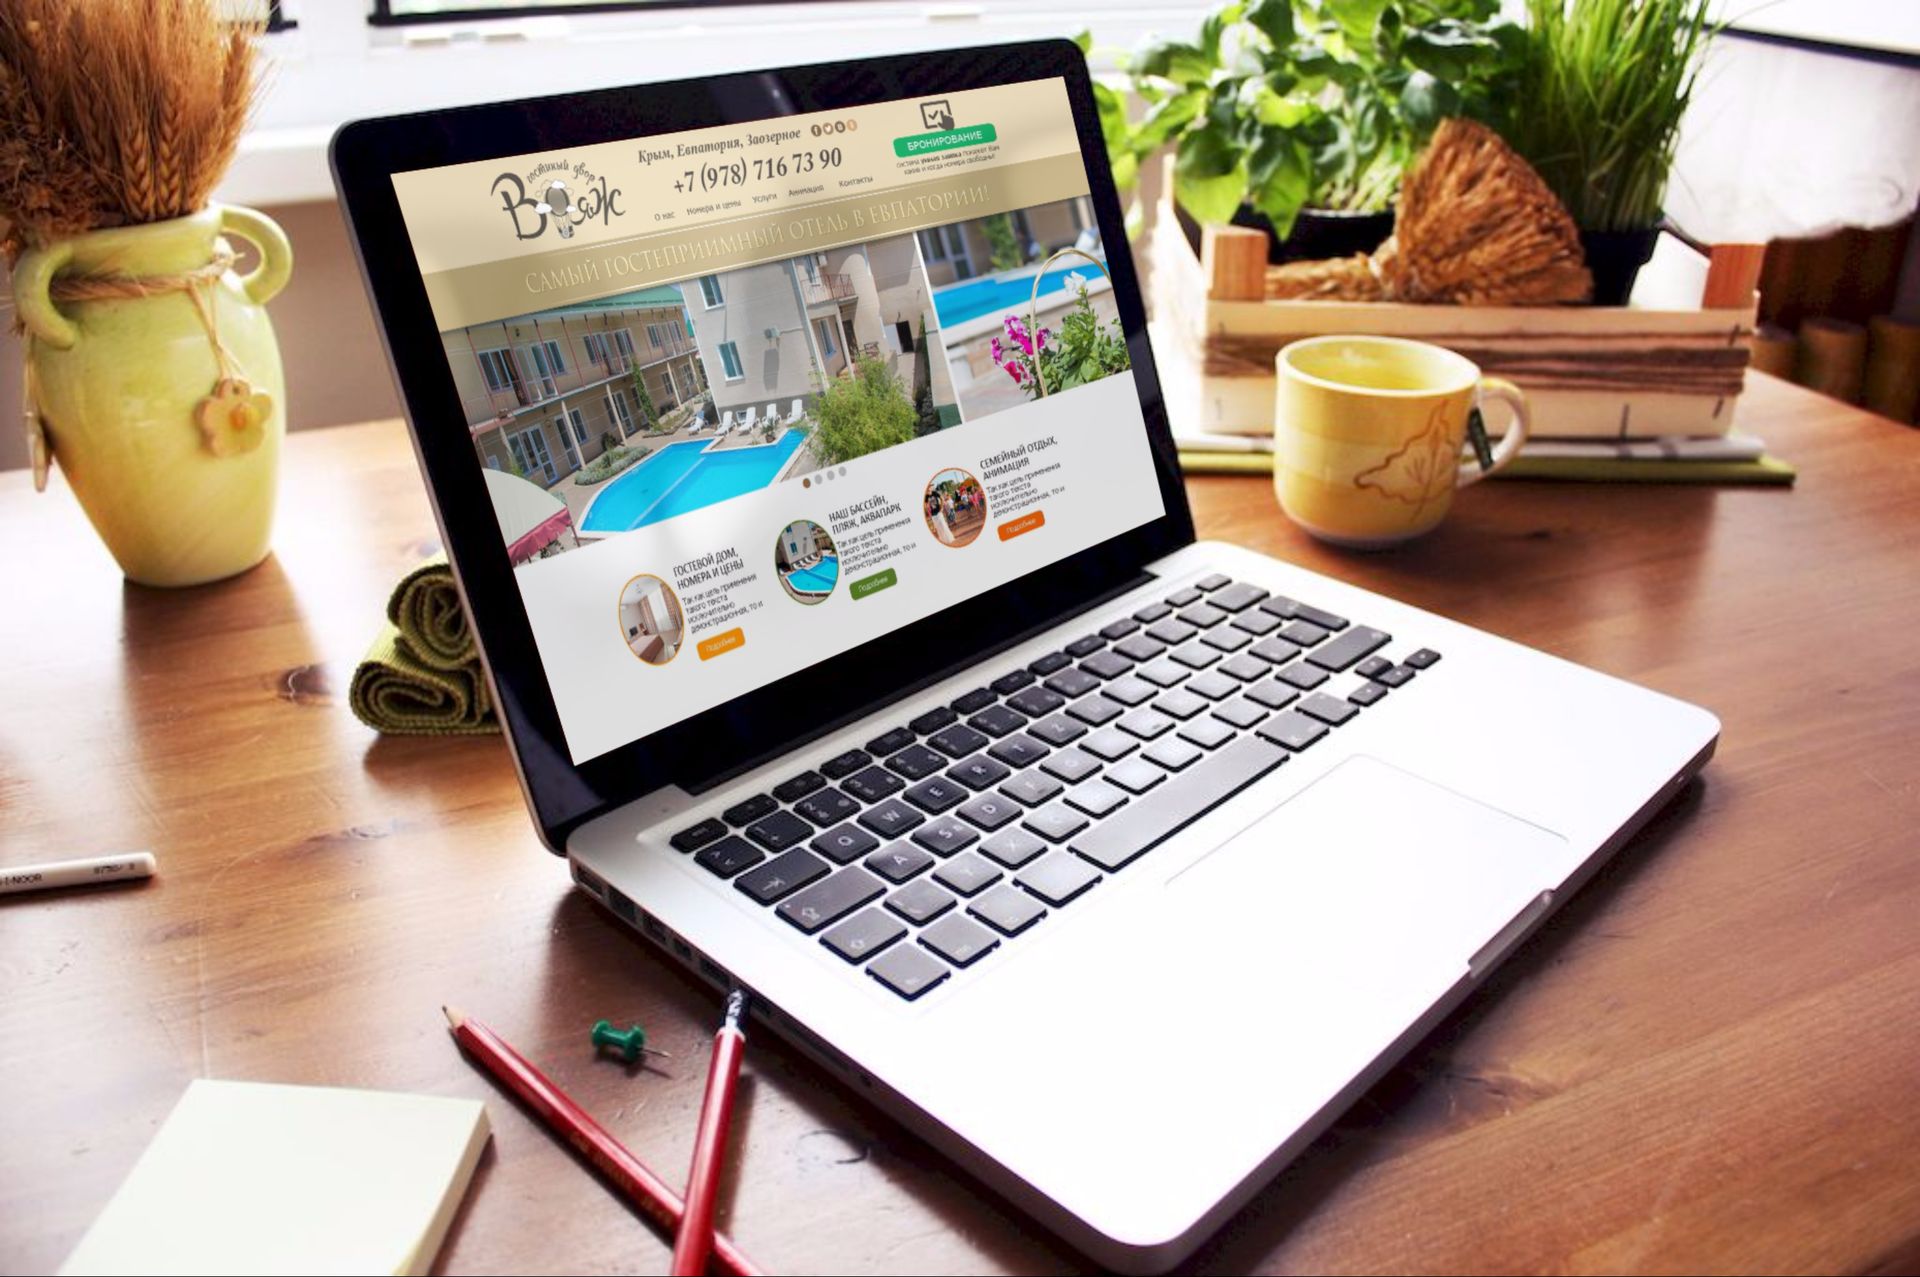 гостиный двор
Вояж
Крым, Евпатория, Заозерное
+7 (978) 716 73 90
О нас Номера и цены Услуги Анимация Контакты
БРОНИРОВАНИЕ
система умная заявка покажет Вам
какие и когда номера свободны!
САМЫЙ ГОСТЕПРИИМНЫЙ ОТЕЛЬ В ЕВПАТОРИИ!
ГОСТЕВОЙ ДОМ,
НОМЕРА И ЦЕНЫ
Так как цель применения
такого текста
исключительно
демонстрационная, то и
Подробнее
НАШ БАССЕЙН,
ПЛЯЖ, АКВАПАРК
Так как цель применения
такого текста
исключительно
демонстрационная, то и
Подробнее
СЕМЕЙНЫЙ ОТДЫХ,
АНИМАЦИЯ
Так как цель применения
такого текста
исключительно
демонстрационная, то и
Подробнее
Q W E R T Z
A S D F